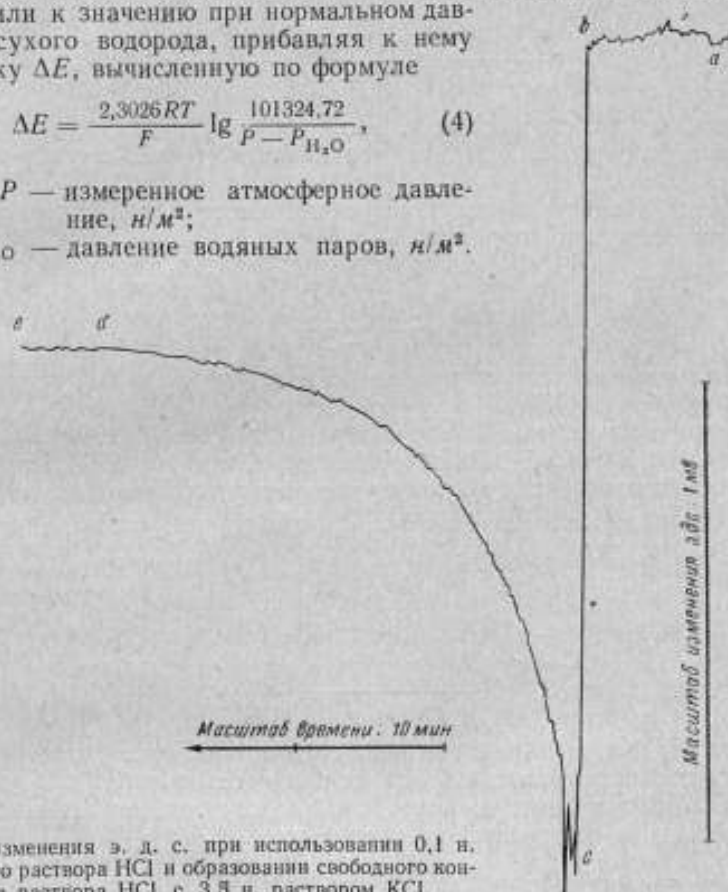 или к значению при нормальном дав-
сухого водорода, прибавляя к нему
ку ΔE, вычисленную по формуле
ΔE = 2,3026RT / F lg 101324,72 / P — P H₂O , (4)
P — измеренное атмосферное давле-
ние, н/м²;
O — давление водяных паров, н/м².
b
a
e d
Масштаб изменения э.д.с. 1 мв
Масштаб времени. 10 мин
c
изменения э. д. с. при использовании 0,1 н.
о раствора HCl и образовании свободного кон-
раствора HCl с 3,5 н. раствором KCl